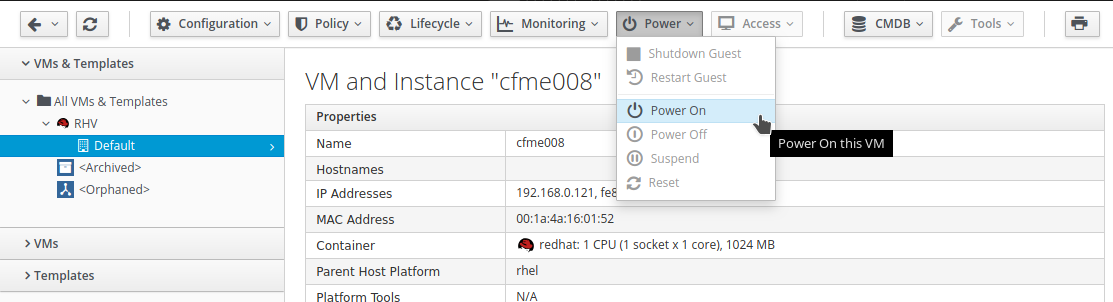 Configuration Policy Lifecycle Monitoring Power Access CMDB Tools
VMs & Templates
All VMs & Templates
RHV
Default
<Archived>
<Orphaned>
VMs
Templates
Shutdown Guest
Restart Guest
Power On
Power Off
Suspend
Reset
Power On this VM
VM and Instance "cfme008"
Properties
Name cfme008
Hostnames
IP Addresses 192.168.0.121, fe8
MAC Address 00:1a:4a:16:01:52
Container redhat: 1 CPU (1 socket x 1 core), 1024 MB
Parent Host Platform rhel
Platform Tools N/A